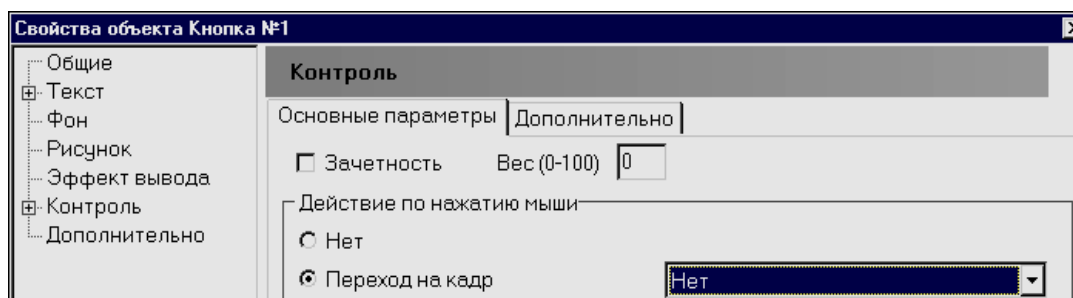 Свойства объекта Кнопка №1
Общие
Текст
Фон
Рисунок
Эффект вывода
Контроль
Дополнительно
Контроль
Основные параметры Дополнительно
Зачетность Вес (0-100) 0
Действие по нажатию мыши
Нет
Переход на кадр Нет